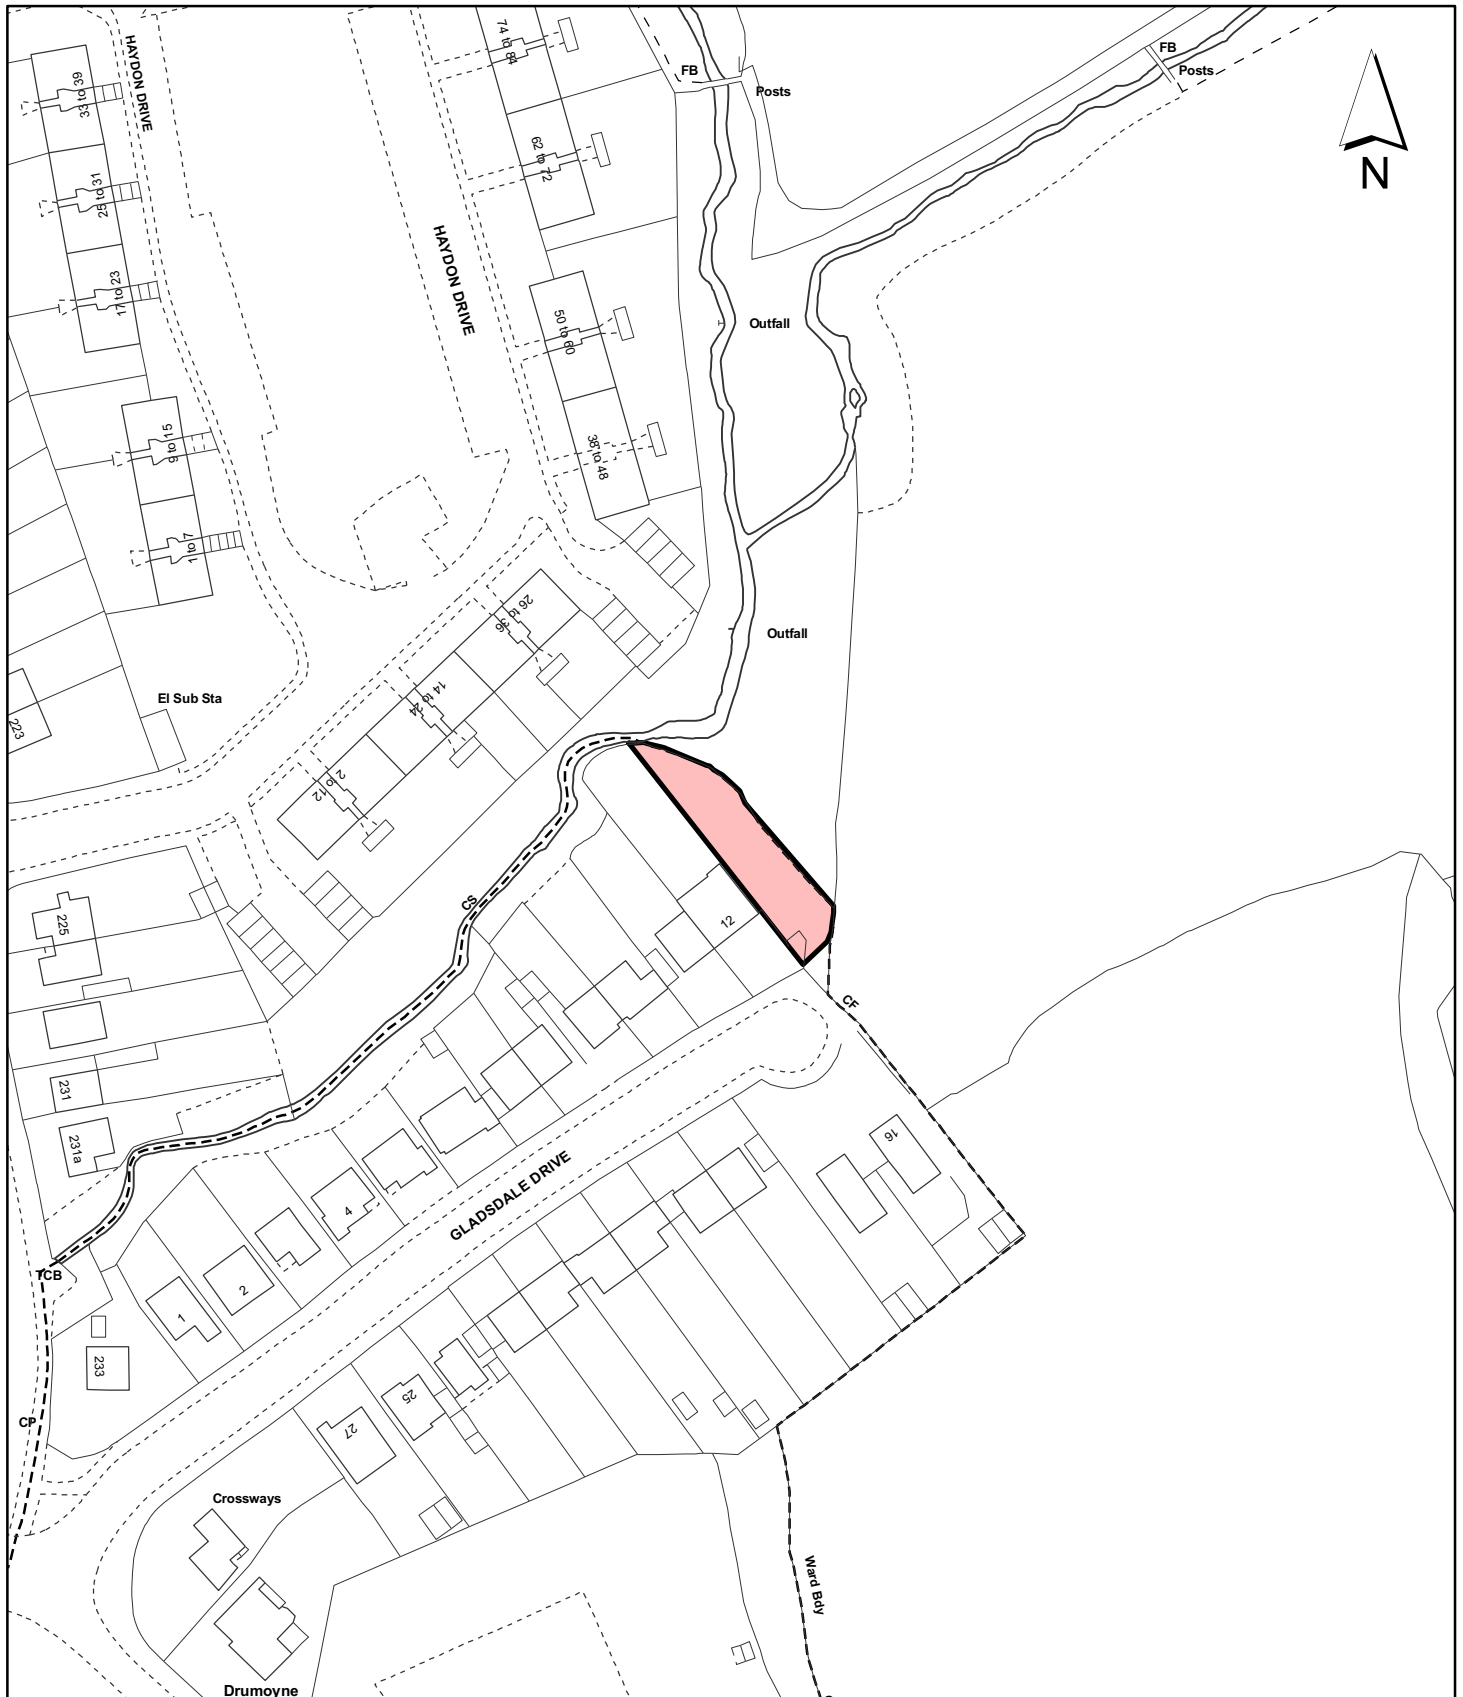 74 to 84
FB
FB
HAYDON DRIVE
Posts
Posts
33 to 39
62 to 72
N
25 to 31
HAYDON DRIVE
17 to 23
50 to 60
Outfall
9 to 15
38 to 48
1 to 7
26 to 36
Outfall
El Sub Sta
14 to 24
223
2 to 12
CS
225
12
CF
231
16
231a
GLADSDALE DRIVE
4
TCB
2
1
233
25
CP
27
Crossways
Ward Bdy
Drumoyne